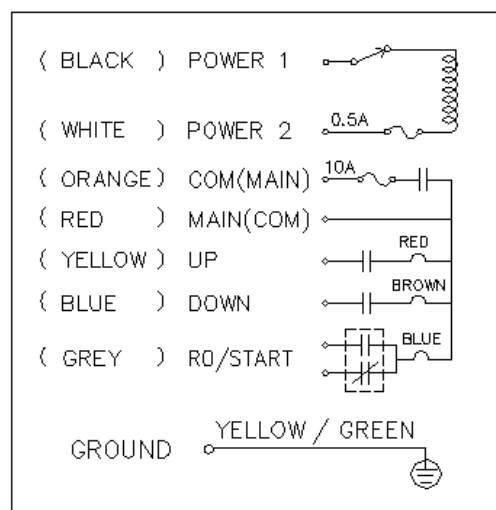 ( BLACK ) POWER 1
( WHITE ) POWER 2 0.5A
( ORANGE ) COM(MAIN) 10A
( RED ) MAIN(COM)
RED
( YELLOW ) UP
BROWN
( BLUE ) DOWN
BLUE
( GREY ) RO/START
YELLOW / GREEN
GROUND